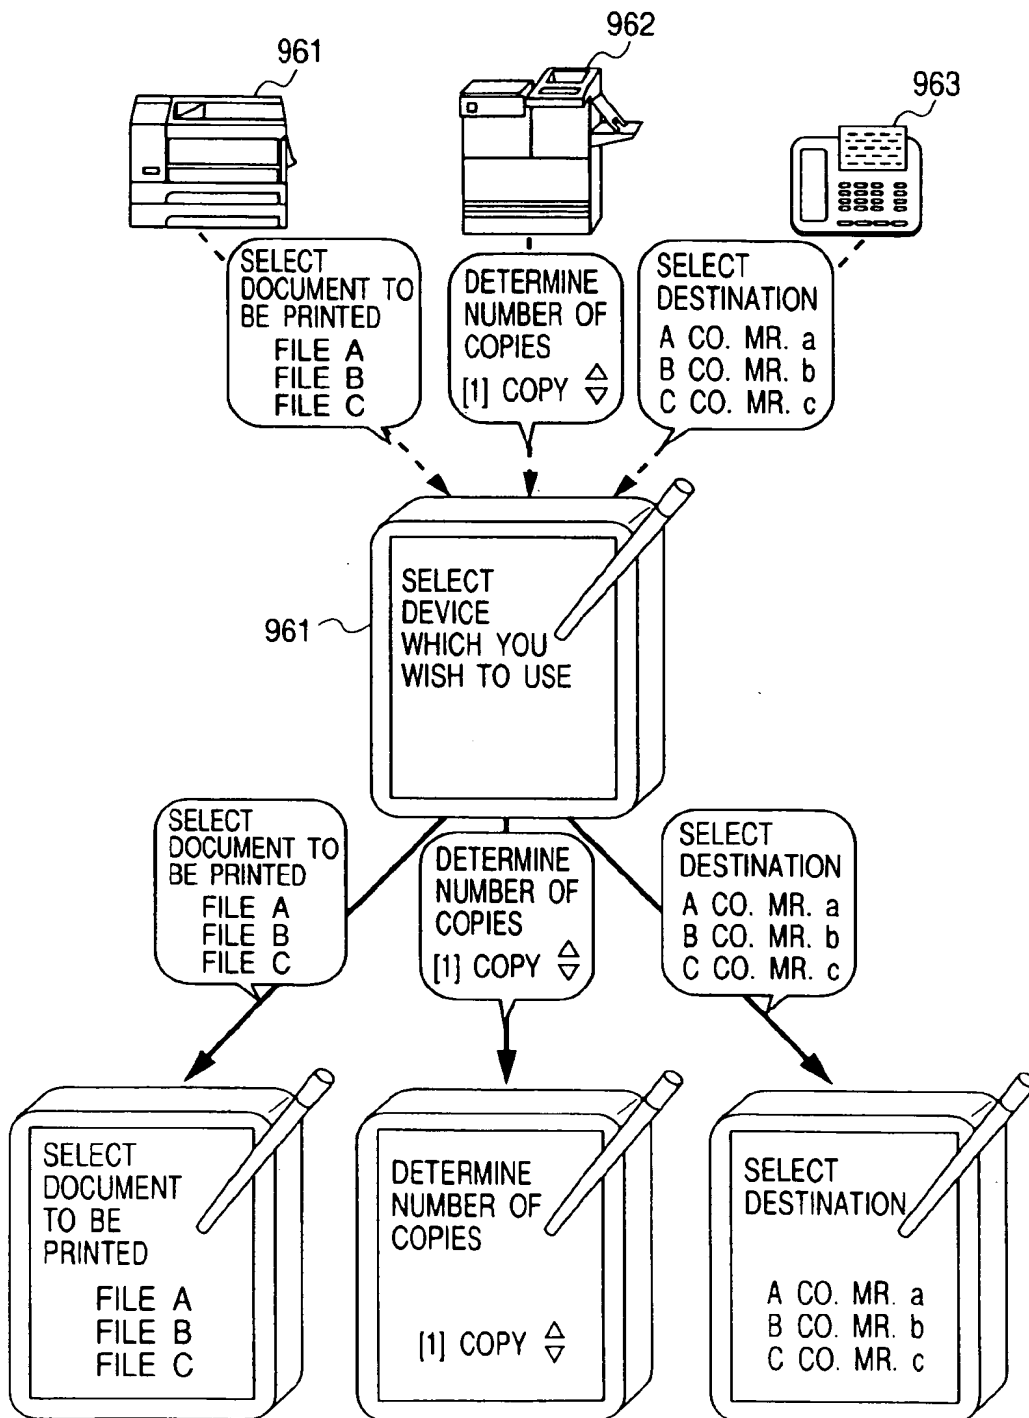 961
962
963
SELECT
DOCUMENT TO
BE PRINTED
FILE A
FILE B
FILE C
DETERMINE
NUMBER OF
COPIES
[1] COPY △▽
SELECT
DESTINATION
A CO. MR. a
B CO. MR. b
C CO. MR. c
961
SELECT
DEVICE
WHICH YOU
WISH TO USE
SELECT
DOCUMENT TO
BE PRINTED
FILE A
FILE B
FILE C
DETERMINE
NUMBER OF
COPIES
[1] COPY △▽
SELECT
DESTINATION
A CO. MR. a
B CO. MR. b
C CO. MR. c
SELECT
DOCUMENT
TO BE
PRINTED
FILE A
FILE B
FILE C
DETERMINE
NUMBER OF
COPIES
[1] COPY △▽
SELECT
DESTINATION
A CO. MR. a
B CO. MR. b
C CO. MR. c